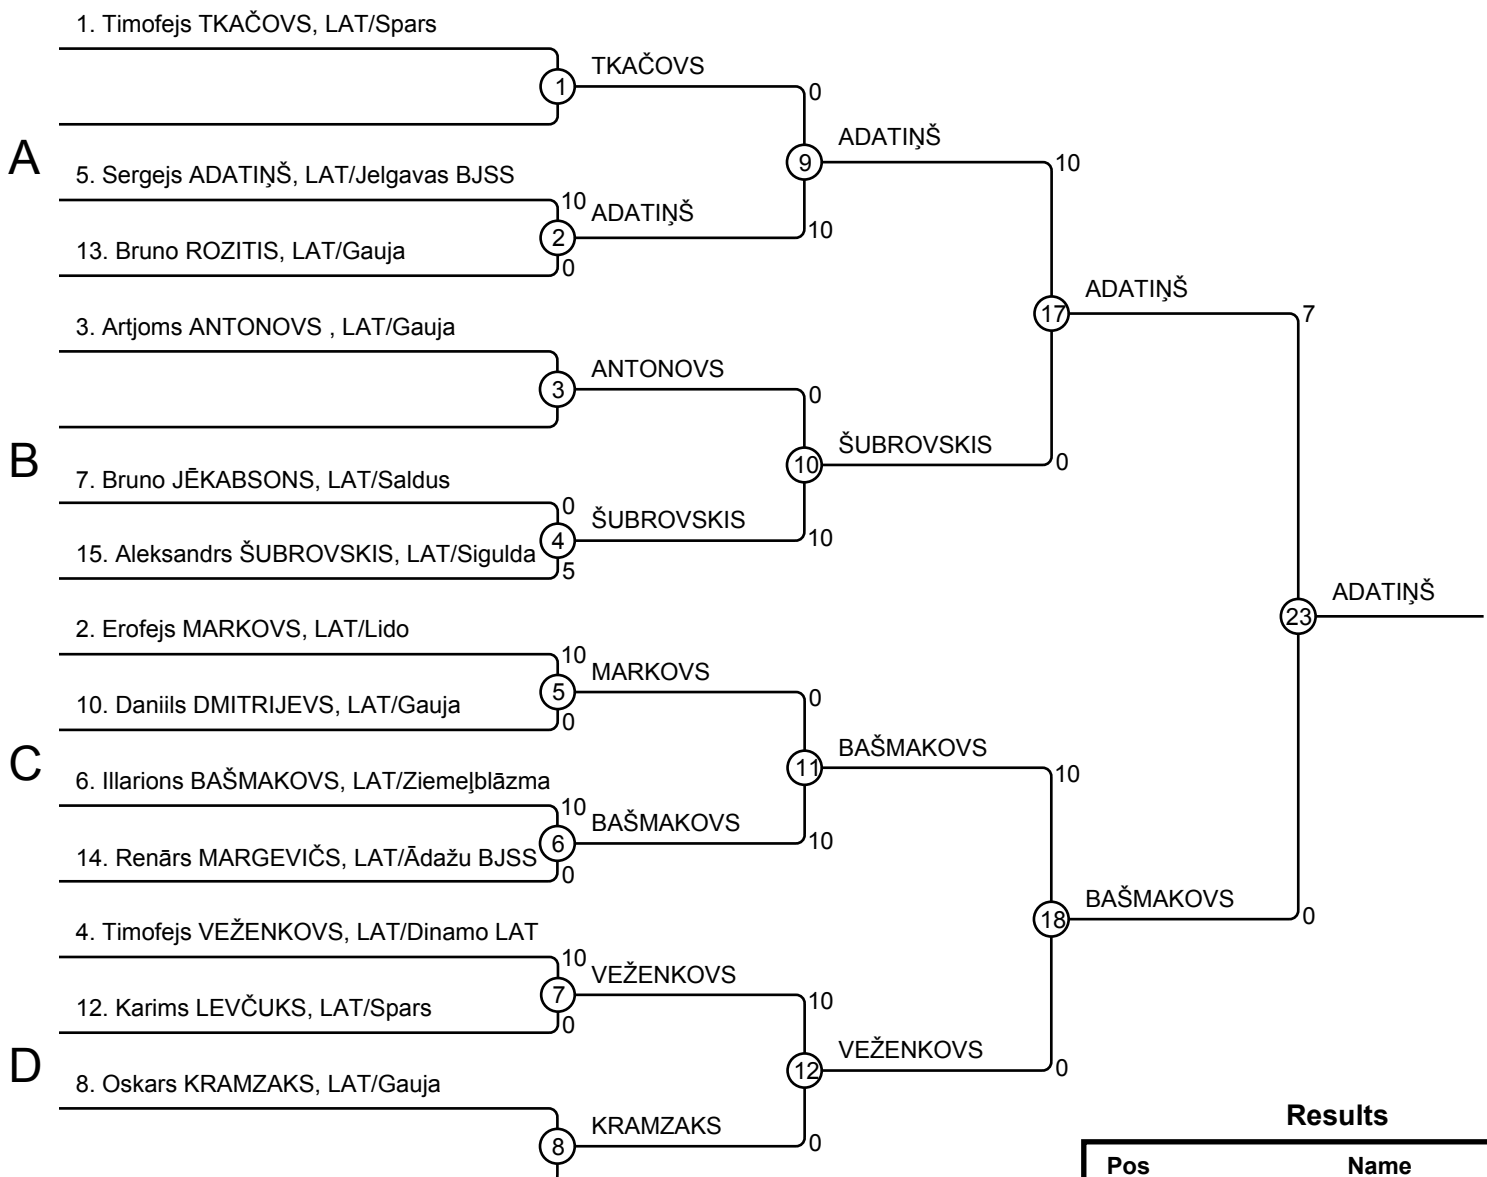 1. Timofejs TKAČOVS, LAT/Spars
TKAČOVS
1
0
ADATIŅŠ
A
9
10
5. Sergejs ADATIŅŠ, LAT/Jelgavas BJSS
10
ADATIŅŠ
2
10
13. Bruno ROZITIS, LAT/Gauja
0
ADATIŅŠ
17
7
3. Artjoms ANTONOVS , LAT/Gauja
ANTONOVS
3
0
B
ŠUBROVSKIS
10
0
7. Bruno JĒKABSONS, LAT/Saldus
0
ŠUBROVSKIS
4
10
15. Aleksandrs ŠUBROVSKIS, LAT/Sigulda
5
ADATIŅŠ
23
2. Erofejs MARKOVS, LAT/Lido
10
MARKOVS
5
0
10. Daniils DMITRIJEVS, LAT/Gauja
0
BAŠMAKOVS
C
11
10
6. Illarions BAŠMAKOVS, LAT/Ziemeļblāzma
10
BAŠMAKOVS
6
10
14. Renārs MARGEVIČS, LAT/Ādažu BJSS
0
BAŠMAKOVS
18
0
4. Timofejs VEŽENKOVS, LAT/Dinamo LAT
10
VEŽENKOVS
7
10
12. Karims LEVČUKS, LAT/Spars
0
VEŽENKOVS
D
12
0
8. Oskars KRAMZAKS, LAT/Gauja
KRAMZAKS
8
0
Results
Pos Name